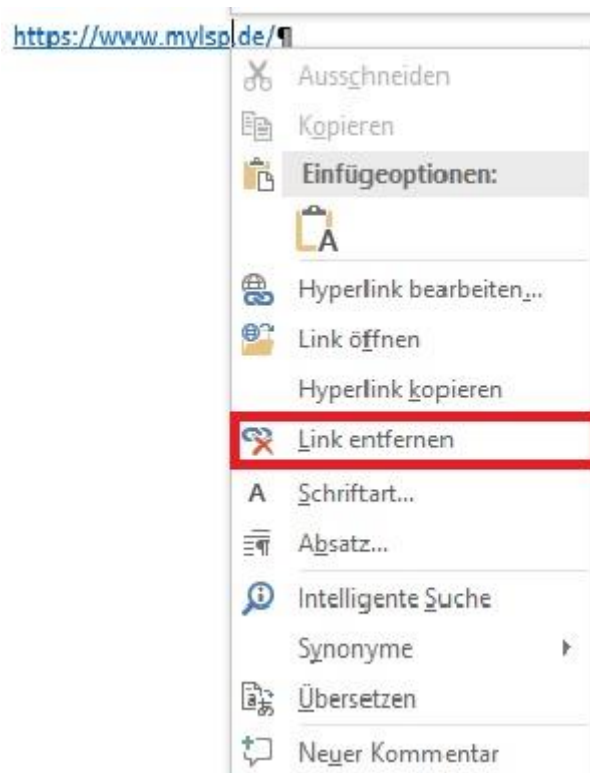 https://www.mylsp.de/¶
Ausschneiden
Kopieren
Einfügeoptionen:
Hyperlink bearbeiten...
Link öffnen
Hyperlink kopieren
Link entfernen
Schriftart...
Absatz...
Intelligente Suche
Synonyme
Übersetzen
Neuer Kommentar